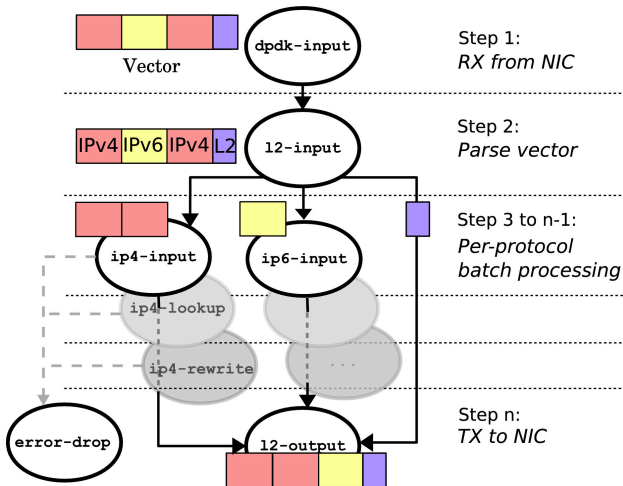 dpdk-input
Step 1:
RX from NIC
Vector
Step 2:
Parse vector
IPv4 IPv6 IPv4 L2
l2-input
Step 3 to n-1:
Per-protocol
batch processing
ip4-input
ip6-input
ip4-lookup
ip4-rewrite
...
Step n:
TX to NIC
error-drop
l2-output